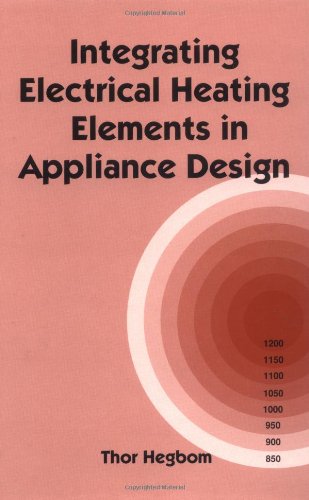 Integrating
Electrical Heating
Elements in
Appliance Design
1200
1150
1100
1050
1000
950
900
850
Thor Hegbom